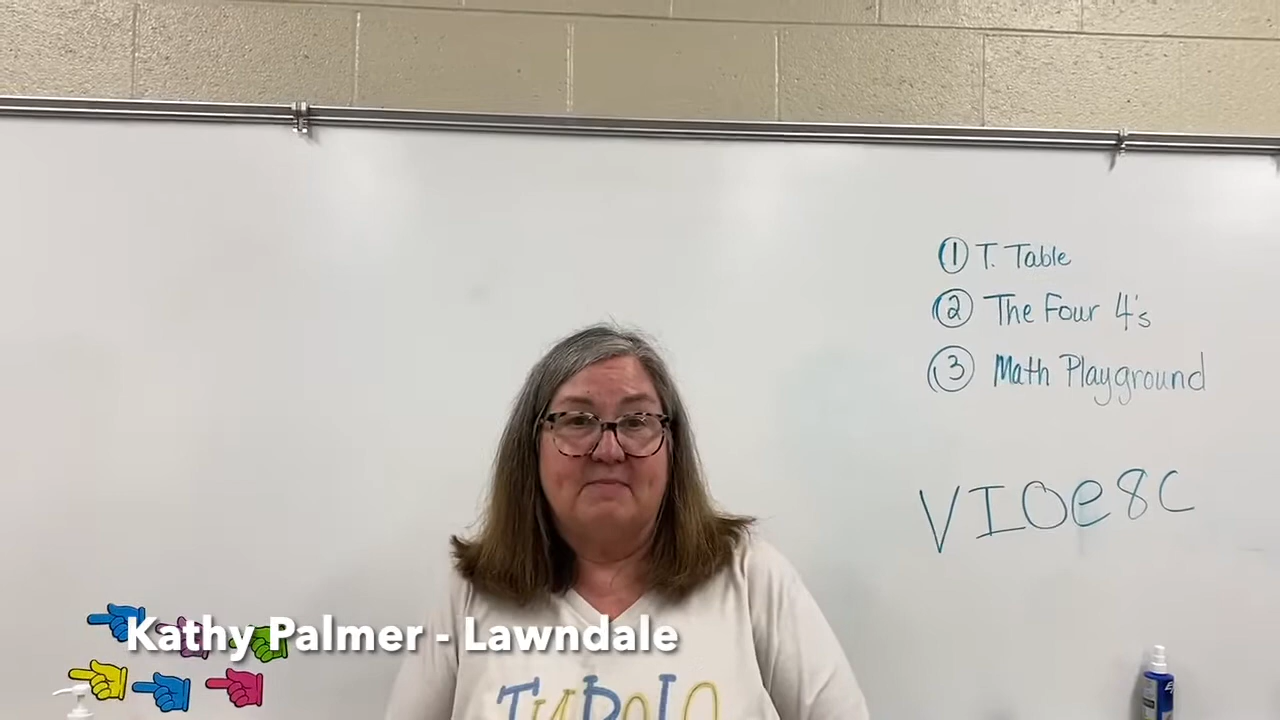 ① T. Table
② The Four 4's
③ Math Playground
VIOe8C
Kathy Palmer - Lawndale